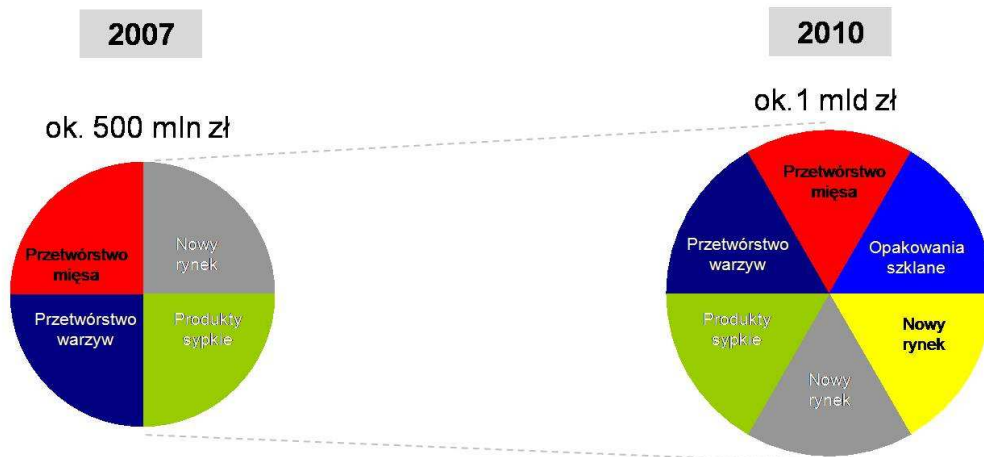 2007
ok. 500 mln zł
Przetwórstwo
mięsa
Nowy
rynek
Przetwórstwo
warzyw
Produkty
sypkie
2010
ok.1 mld zł
Przetwórstwo
mięsa
Przetwórstwo
warzyw
Opakowania
szklane
Produkty
sypkie
Nowy
rynek
Nowy
rynek